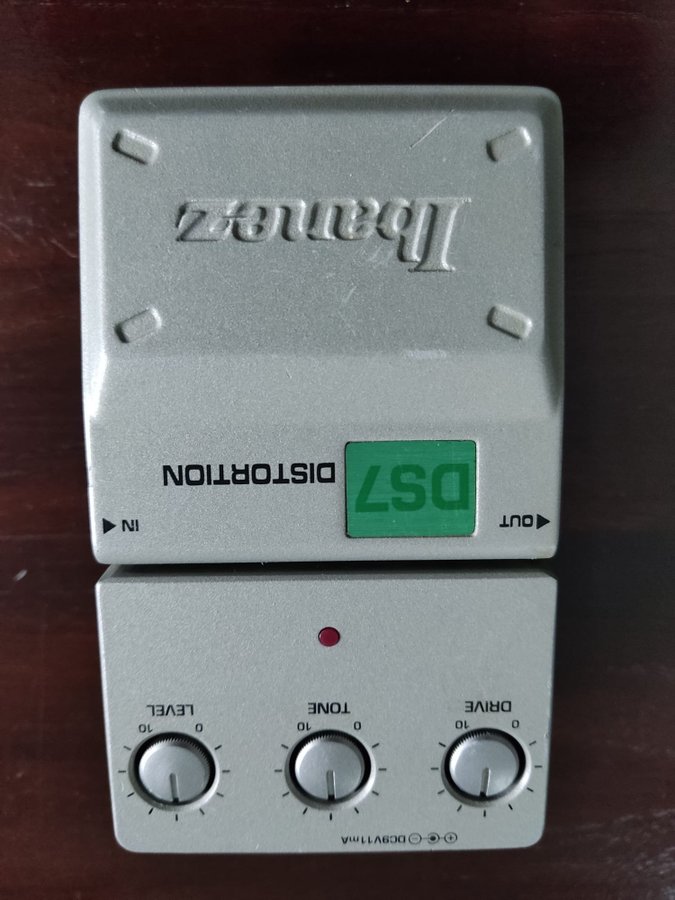 DC9V11mA
DRIVE
0 10
TONE
0 10
LEVEL
0 10
OUT
IN
DS7
DISTORTION
Ibanez